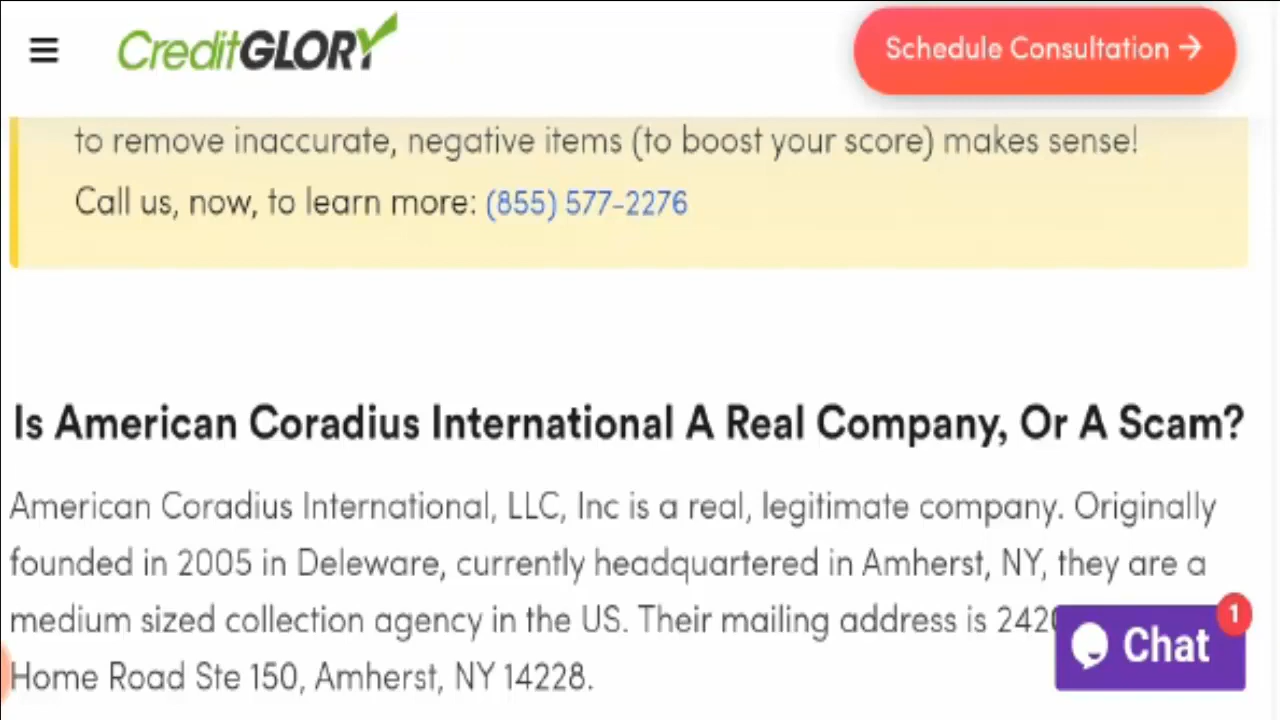 CreditGLORY
Schedule Consultation →
to remove inaccurate, negative items (to boost your score) makes sense!
Call us, now, to learn more: (855) 577-2276
Is American Coradius International A Real Company, Or A Scam?
American Coradius International, LLC, Inc is a real, legitimate company. Originally
founded in 2005 in Deleware, currently headquartered in Amherst, NY, they are a
medium sized collection agency in the US. Their mailing address is
Home Road Ste 150, Amherst, NY 14228.
1
Chat